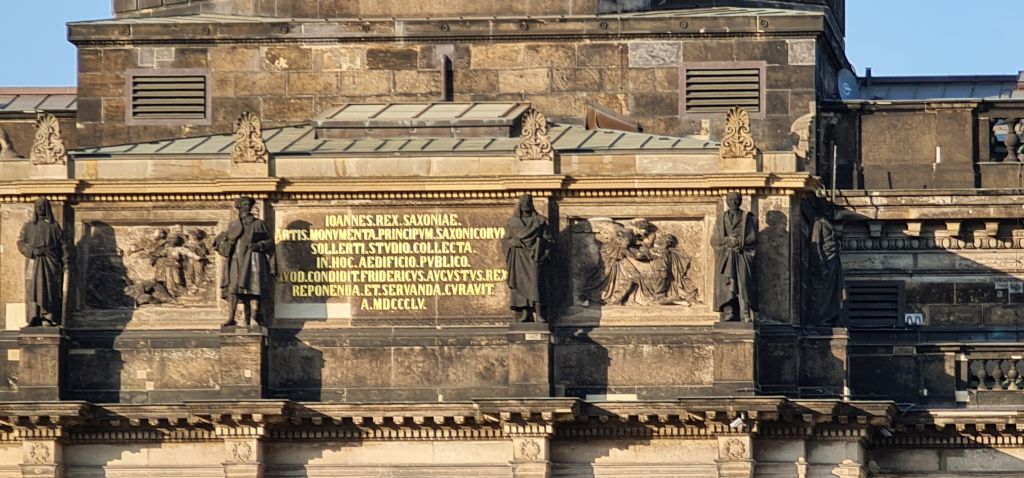 IOANNES.REX.SAXONIAE.
ARTIS.MONVMENTA.PRINCIPVM.SAXONICORVM
SOLLERTI.STVDIO.COLLECTA.
IN.HOC.AEDIFICIO.PVBLICO.
QVOD.CONDIDIT.FRIDERICVS.AVGVSTVS.REX
REPONENDA.ET.SERVANDA.CVRAVIT.
A.MDCCCLV.